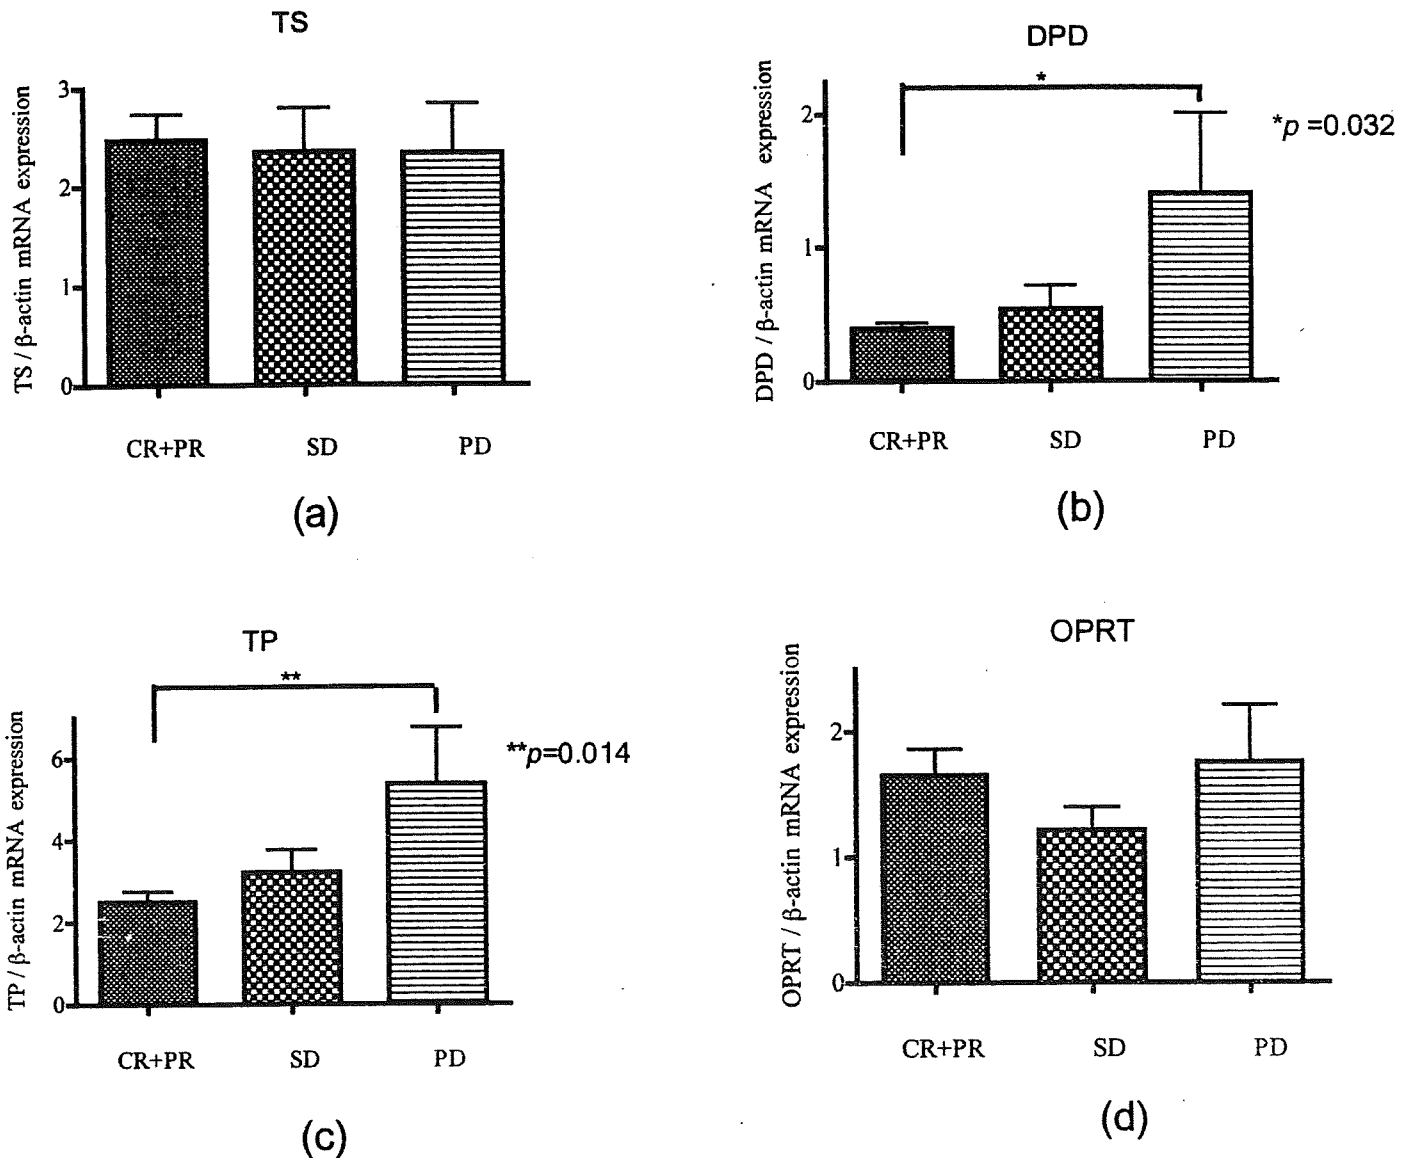 TS
TS / β-actin mRNA expression
3
2
1
0
CR+PR SD PD
(a)
DPD
*
*p =0.032
DPD / β-actin mRNA expression
2
1
0
CR+PR SD PD
(b)
TP
**
**p=0.014
TP / β-actin mRNA expression
6
4
2
0
CR+PR SD PD
(c)
OPRT
OPRT / β-actin mRNA expression
2
1
0
CR+PR SD PD
(d)